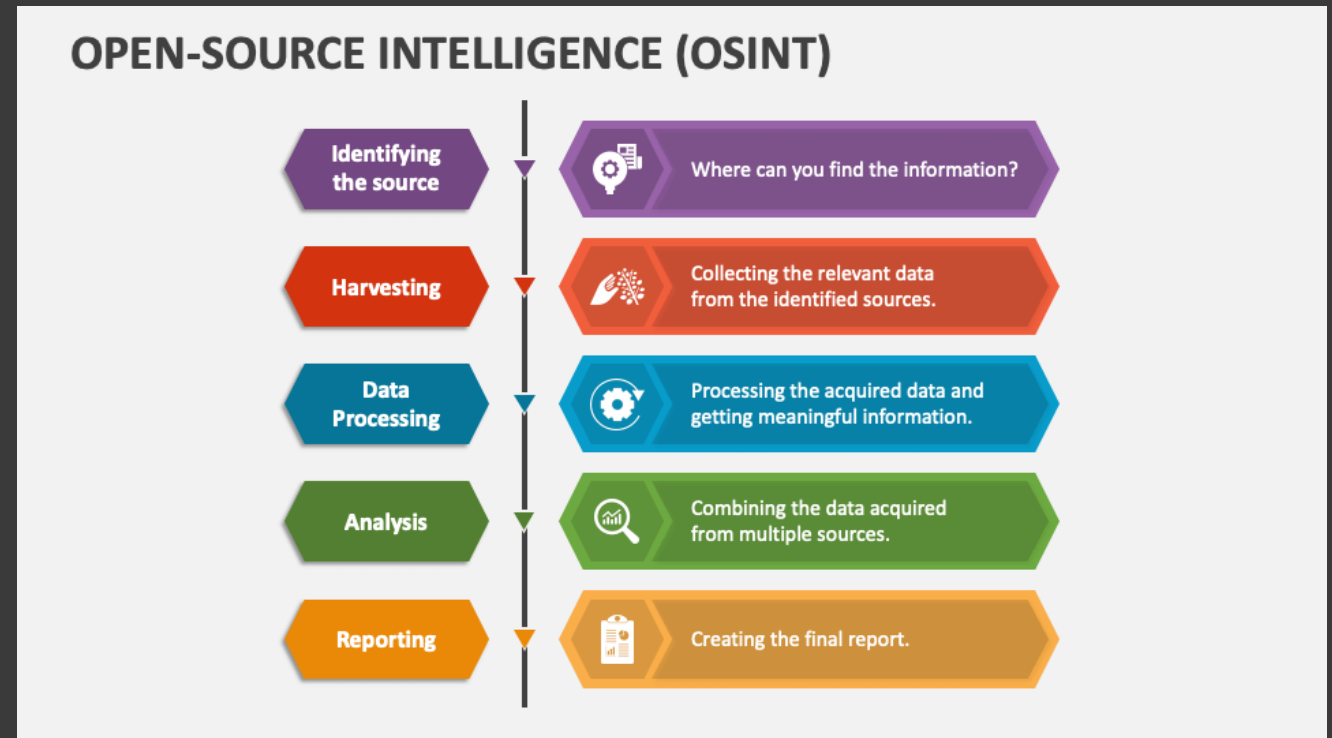 OPEN-SOURCE INTELLIGENCE (OSINT)
Identifying
the source
Where can you find the information?
Harvesting
Collecting the relevant data
from the identified sources.
Data
Processing
Processing the acquired data and
getting meaningful information.
Analysis
Combining the data acquired
from multiple sources.
Reporting
Creating the final report.